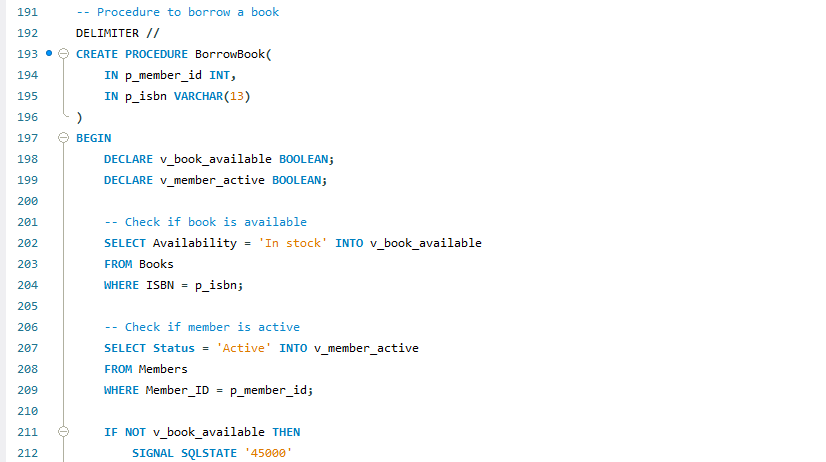 191 -- Procedure to borrow a book
192 DELIMITER //
193 CREATE PROCEDURE BorrowBook(
194     IN p_member_id INT,
195     IN p_isbn VARCHAR(13)
196 )
197 BEGIN
198     DECLARE v_book_available BOOLEAN;
199     DECLARE v_member_active BOOLEAN;
200
201     -- Check if book is available
202     SELECT Availability = 'In stock' INTO v_book_available
203     FROM Books
204     WHERE ISBN = p_isbn;
205
206     -- Check if member is active
207     SELECT Status = 'Active' INTO v_member_active
208     FROM Members
209     WHERE Member_ID = p_member_id;
210
211     IF NOT v_book_available THEN
212         SIGNAL SQLSTATE '45000'